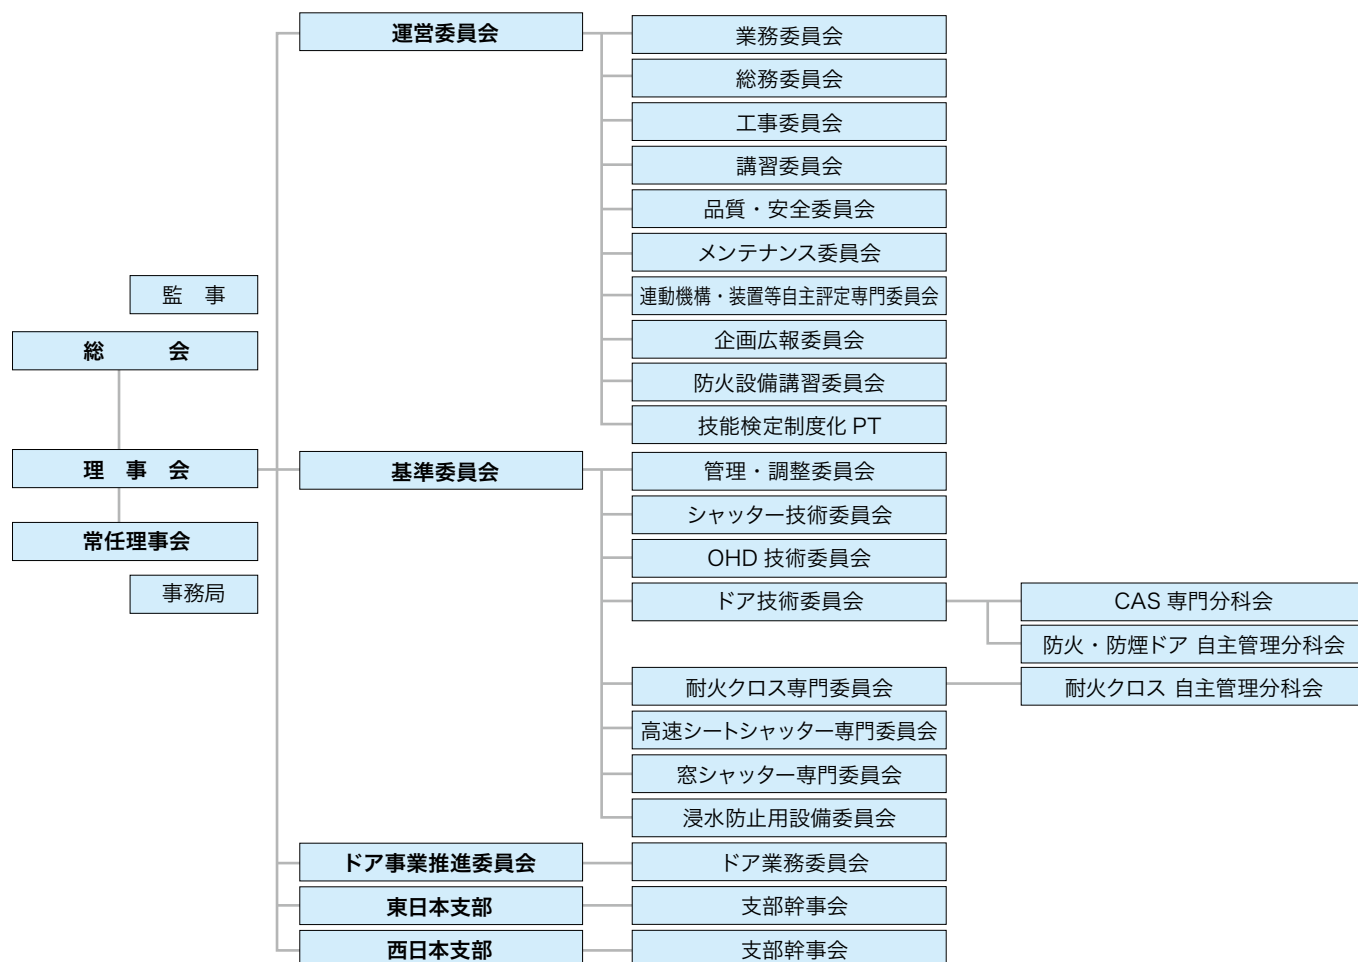 監　事
総　会
理　事　会
常任理事会
事務局
運営委員会
業務委員会
総務委員会
工事委員会
講習委員会
品質・安全委員会
メンテナンス委員会
連動機構・装置等自主評定専門委員会
企画広報委員会
防火設備講習委員会
技能検定制度化 PT
基準委員会
管理・調整委員会
シャッター技術委員会
OHD 技術委員会
ドア技術委員会
CAS 専門分科会
防火・防煙ドア 自主管理分科会
耐火クロス専門委員会
耐火クロス 自主管理分科会
高速シートシャッター専門委員会
窓シャッター専門委員会
浸水防止用設備委員会
ドア事業推進委員会
ドア業務委員会
東日本支部
支部幹事会
西日本支部
支部幹事会